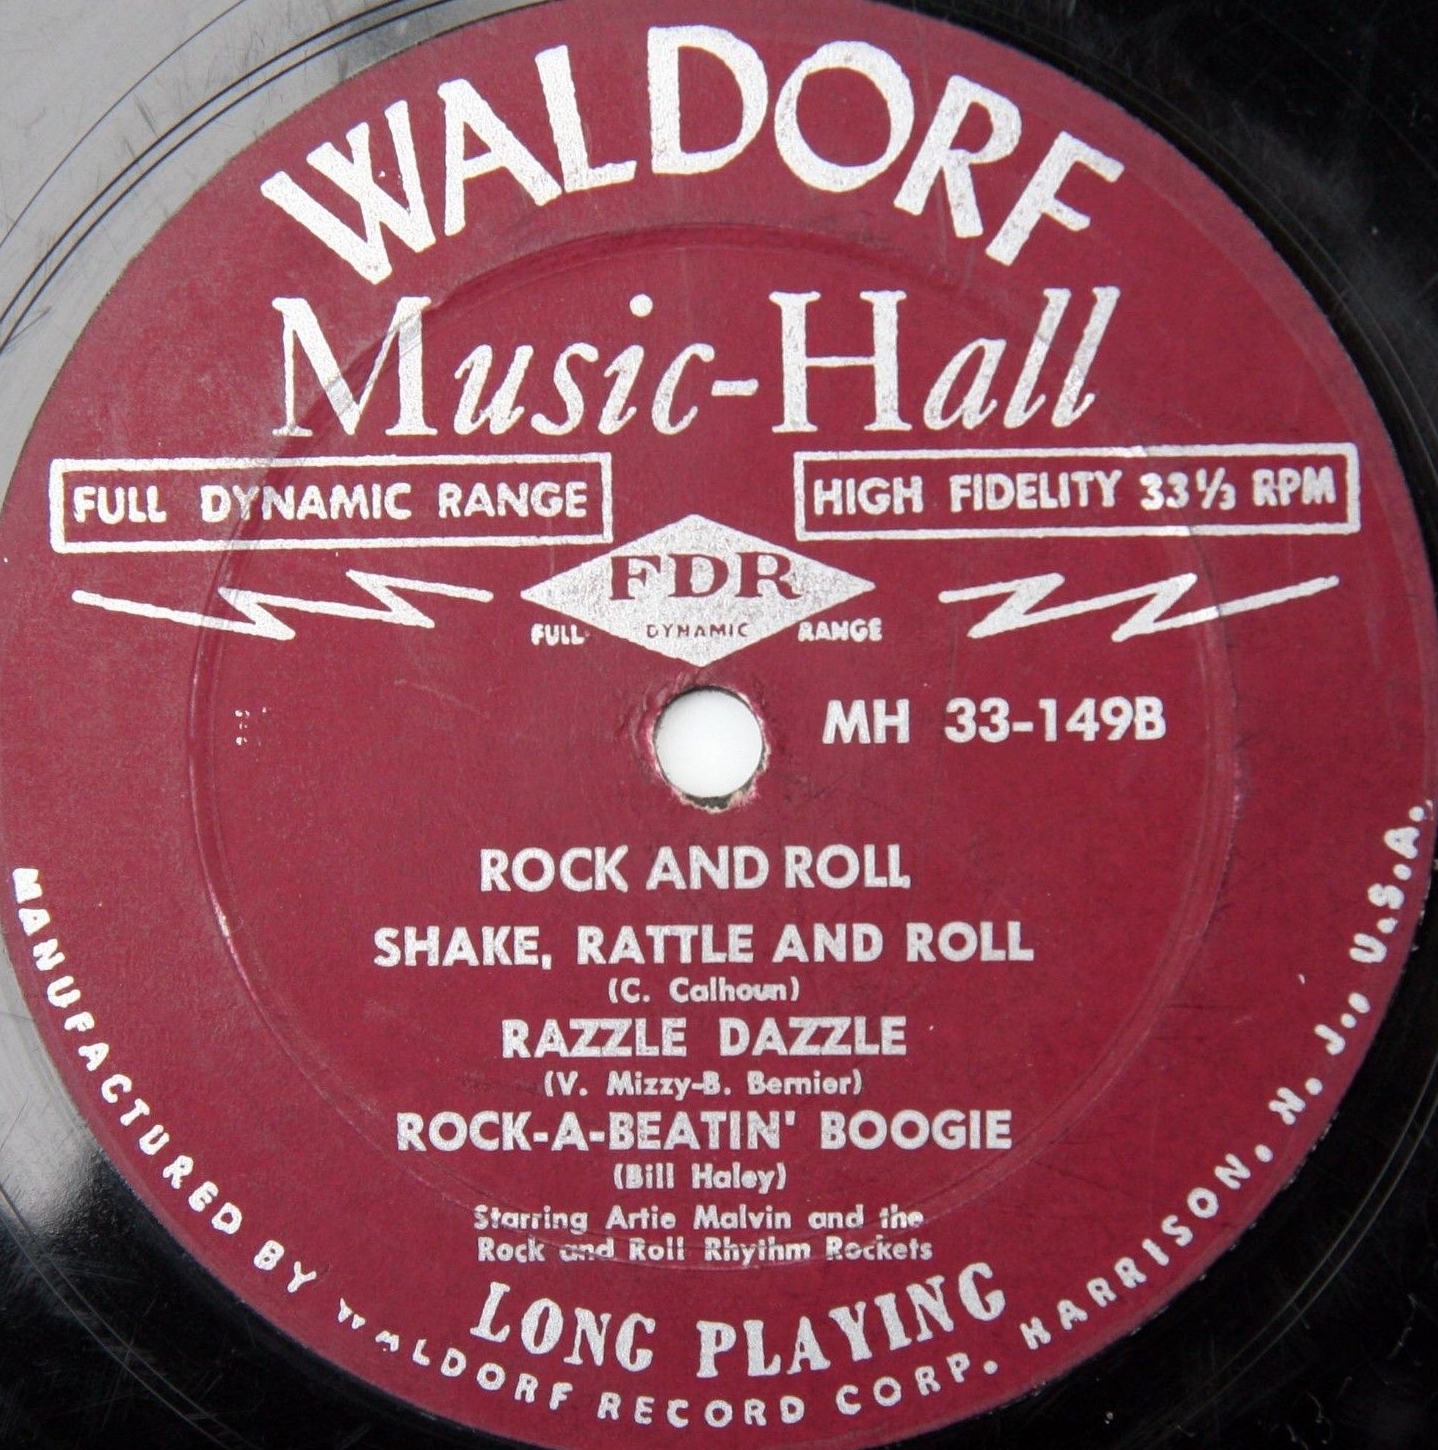 WALDORF
Music-Hall
FULL DYNAMIC RANGE
HIGH FIDELITY 33⅓ RPM
FDR
FULL DYNAMIC RANGE
MH 33-149B
ROCK AND ROLL
SHAKE, RATTLE AND ROLL
(C. Calhoun)
RAZZLE DAZZLE
(V. Mizzy-B. Bernier)
ROCK-A-BEATIN' BOOGIE
(Bill Haley)
Starring Artie Malvin and the
Rock and Roll Rhythm Rockets
LONG PLAYING
MANUFACTURED BY WALDORF RECORD CORP. HARRISON. N. J., U.S.A.